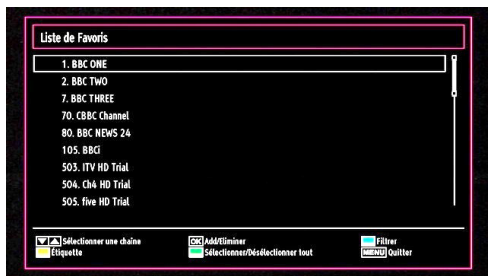 Liste de Favoris
1. BBC ONE
2. BBC TWO
7. BBC THREE
70. CBBC Channel
80. BBC NEWS 24
105. BBCi
503. ITV HD Trial
504. Ch4 HD Trial
505. five HD Trial
Sélectionner une chaîne OK Add/Eliminer Filtrer
Étiquette Sélectionner/Désélectionner tout MENU Quitter